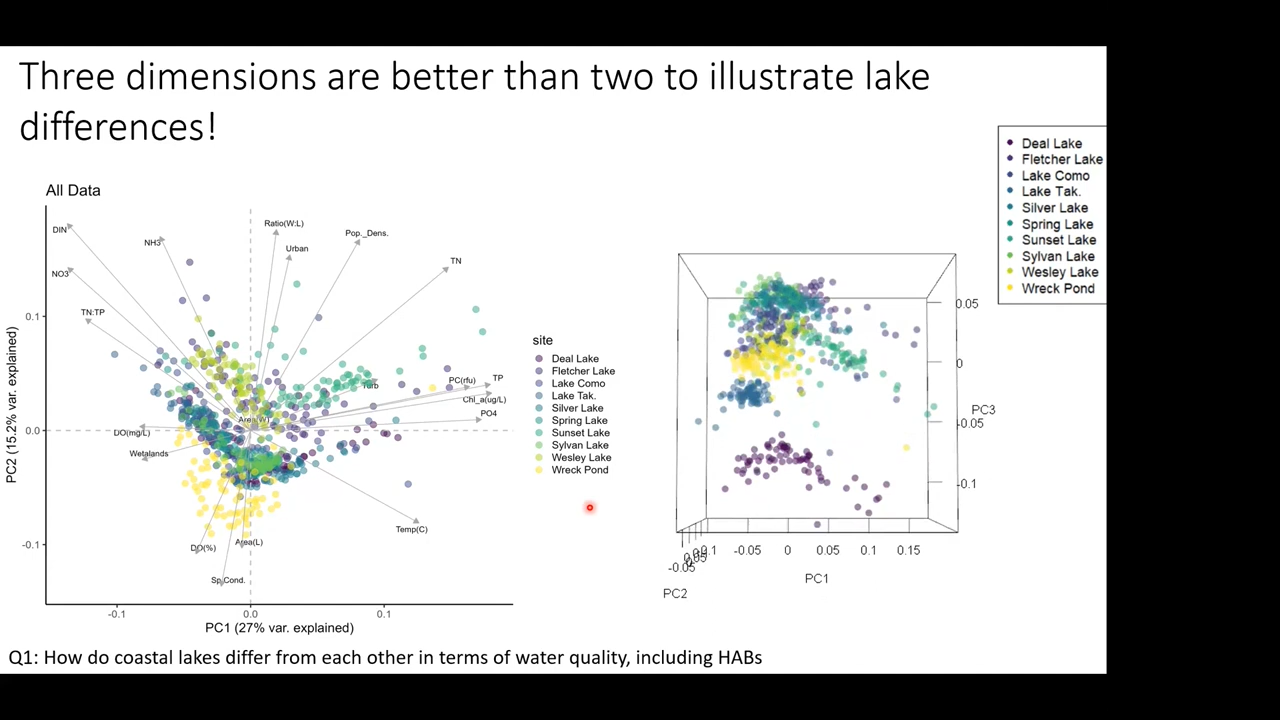 Three dimensions are better than two to illustrate lake
differences!
All Data
DIN
NH3
NO3
TN:TP
Ratio(W:L)
Urban
Pop._Dens.
TN
PC(rfu)
TP
Turb
Chl_a(ug/L)
PO4
Area(W)
DO(mg/L)
Wetalands
Temp(C)
DO(%)
Area(L)
Sp.Cond.
0.1
0.0
-0.1
PC2 (15.2% var. explained)
-0.1
0.0
0.1
PC1 (27% var. explained)
site
Deal Lake
Fletcher Lake
Lake Como
Lake Tak.
Silver Lake
Spring Lake
Sunset Lake
Sylvan Lake
Wesley Lake
Wreck Pond
Deal Lake
Fletcher Lake
Lake Como
Lake Tak.
Silver Lake
Spring Lake
Sunset Lake
Sylvan Lake
Wesley Lake
Wreck Pond
0.05
0
-0.05
-0.1
PC3
-0.05
0
0.05
-0.05
0
0.05
0.1
0.15
PC1
PC2
Q1: How do coastal lakes differ from each other in terms of water quality, including HABs